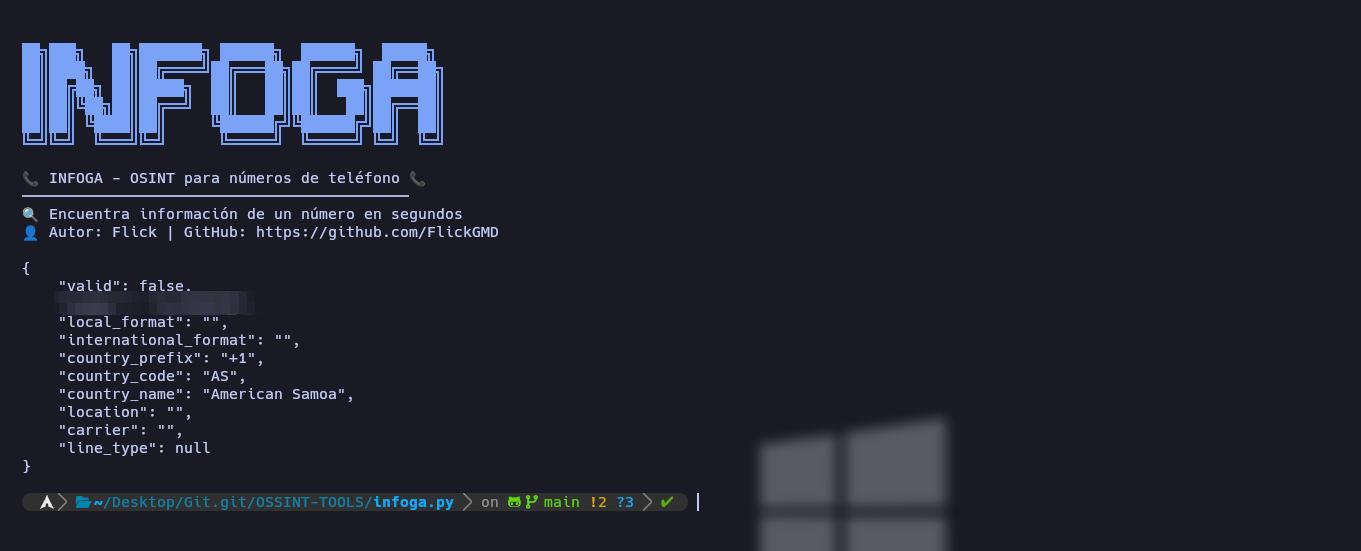 INFOGA
📞 INFOGA - OSINT para números de teléfono 📞
🔍 Encuentra información de un número en segundos
👤 Autor: Flick | GitHub: https://github.com/FlickGMD
{
"valid": false,
"local_format": "",
"international_format": "",
"country_prefix": "+1",
"country_code": "AS",
"country_name": "American Samoa",
"location": "",
"carrier": "",
"line_type": null
}
~/Desktop/Git.git/OSSINT-TOOLS/infoga.py on main !2 ?3 ✔